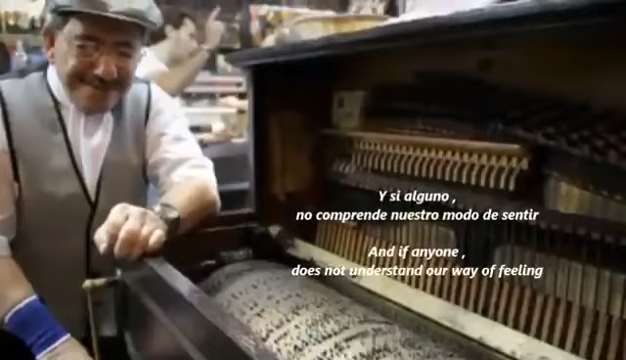 Y si alguno ,
no comprende nuestro modo de sentir
And if anyone ,
does not understand our way of feeling